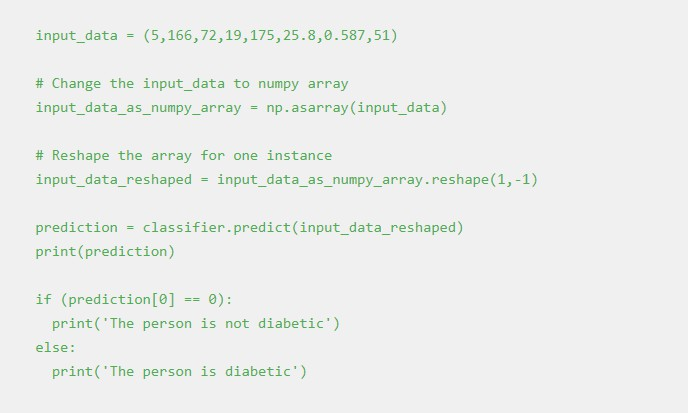 input_data = (5,166,72,19,175,25.8,0.587,51)
# Change the input_data to numpy array
input_data_as_numpy_array = np.asarray(input_data)
# Reshape the array for one instance
input_data_reshaped = input_data_as_numpy_array.reshape(1,-1)
prediction = classifier.predict(input_data_reshaped)
print(prediction)
if (prediction[0] == 0):
  print('The person is not diabetic')
else:
  print('The person is diabetic')